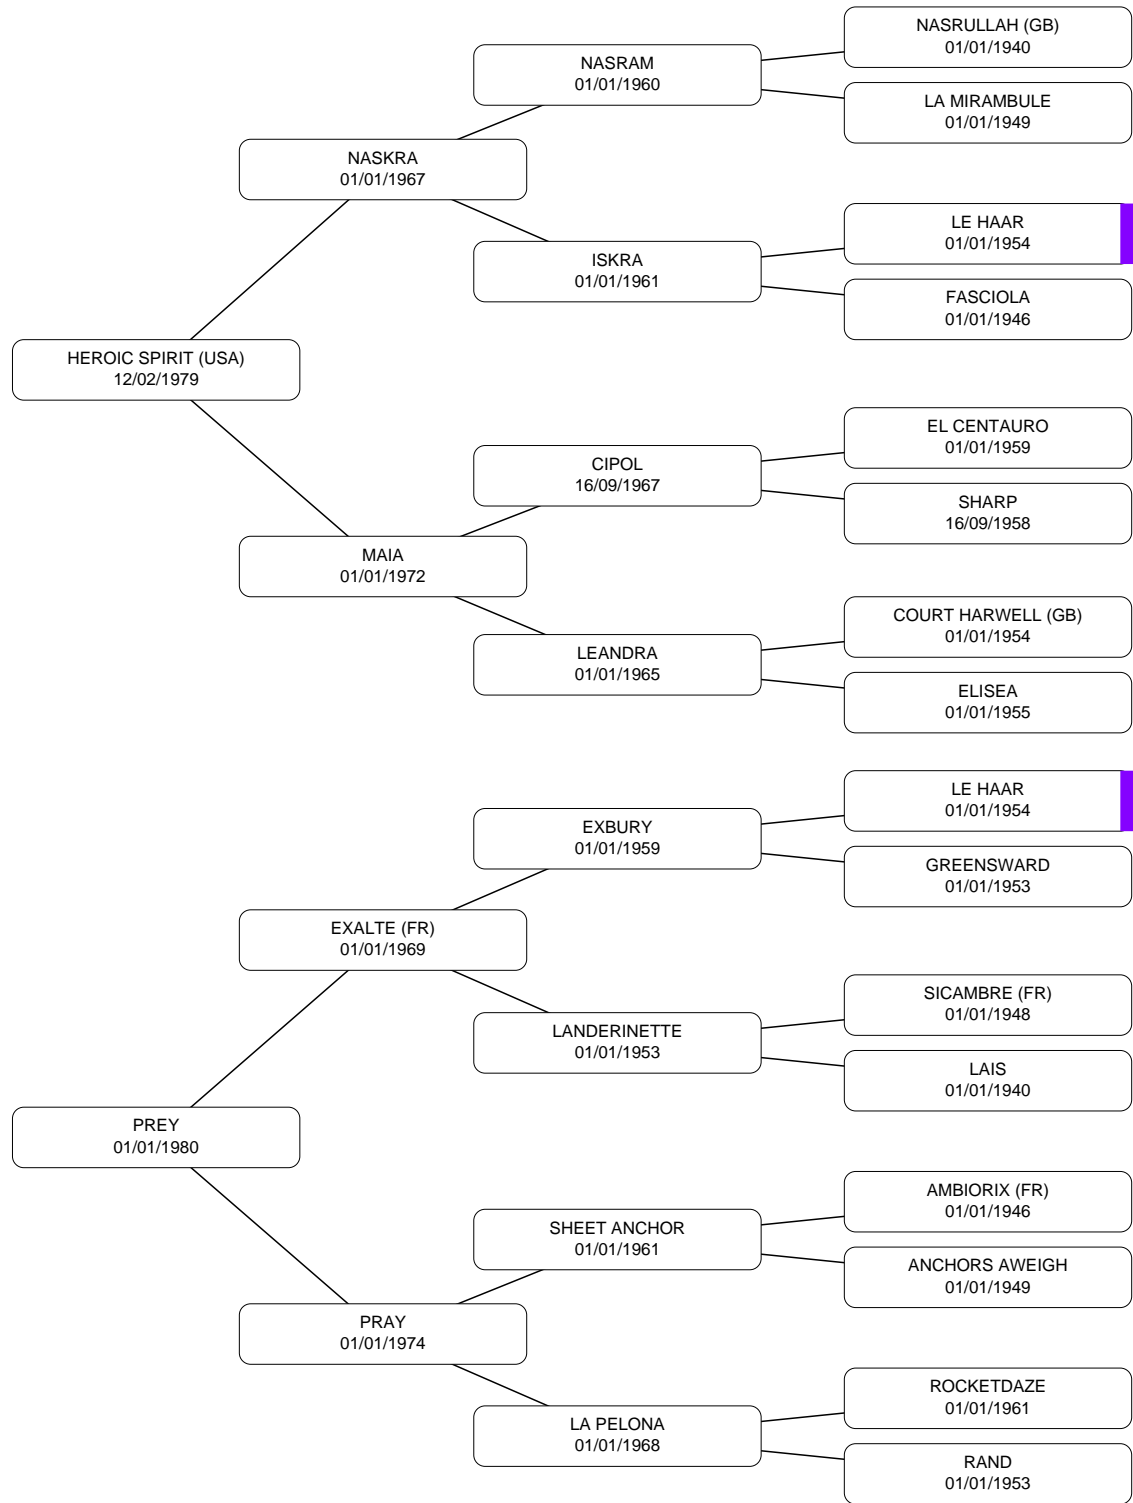 NASRULLAH (GB)
01/01/1940
NASRAM
01/01/1960
LA MIRAMBULE
01/01/1949
NASKRA
01/01/1967
LE HAAR
01/01/1954
ISKRA
01/01/1961
FASCIOLA
01/01/1946
HEROIC SPIRIT (USA)
12/02/1979
EL CENTAURO
01/01/1959
CIPOL
16/09/1967
SHARP
16/09/1958
MAIA
01/01/1972
COURT HARWELL (GB)
01/01/1954
LEANDRA
01/01/1965
ELISEA
01/01/1955
LE HAAR
01/01/1954
EXBURY
01/01/1959
GREENSWARD
01/01/1953
EXALTE (FR)
01/01/1969
SICAMBRE (FR)
01/01/1948
LANDERINETTE
01/01/1953
LAIS
01/01/1940
PREY
01/01/1980
AMBIORIX (FR)
01/01/1946
SHEET ANCHOR
01/01/1961
ANCHORS AWEIGH
01/01/1949
PRAY
01/01/1974
ROCKETDAZE
01/01/1961
LA PELONA
01/01/1968
RAND
01/01/1953